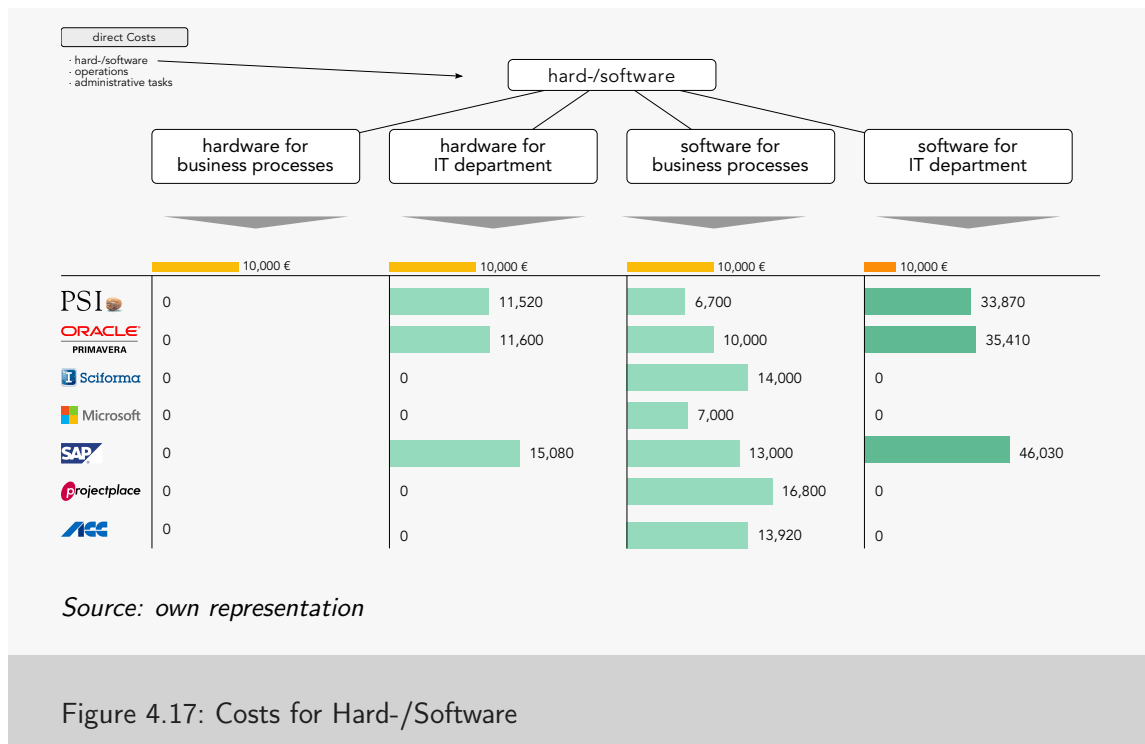 direct Costs
· hard-/software
· operations
· administrative tasks
hard-/software
hardware for
business processes
hardware for
IT department
software for
business processes
software for
IT department
10,000 €
10,000 €
10,000 €
10,000 €
PSI
0
11,520
6,700
33,870
ORACLE
PRIMAVERA
0
11,600
10,000
35,410
Sciforma
0
0
14,000
0
Microsoft
0
0
7,000
0
SAP
0
15,080
13,000
46,030
projectplace
0
0
16,800
0
ACC
0
0
13,920
0
Source: own representation
Figure 4.17: Costs for Hard-/Software